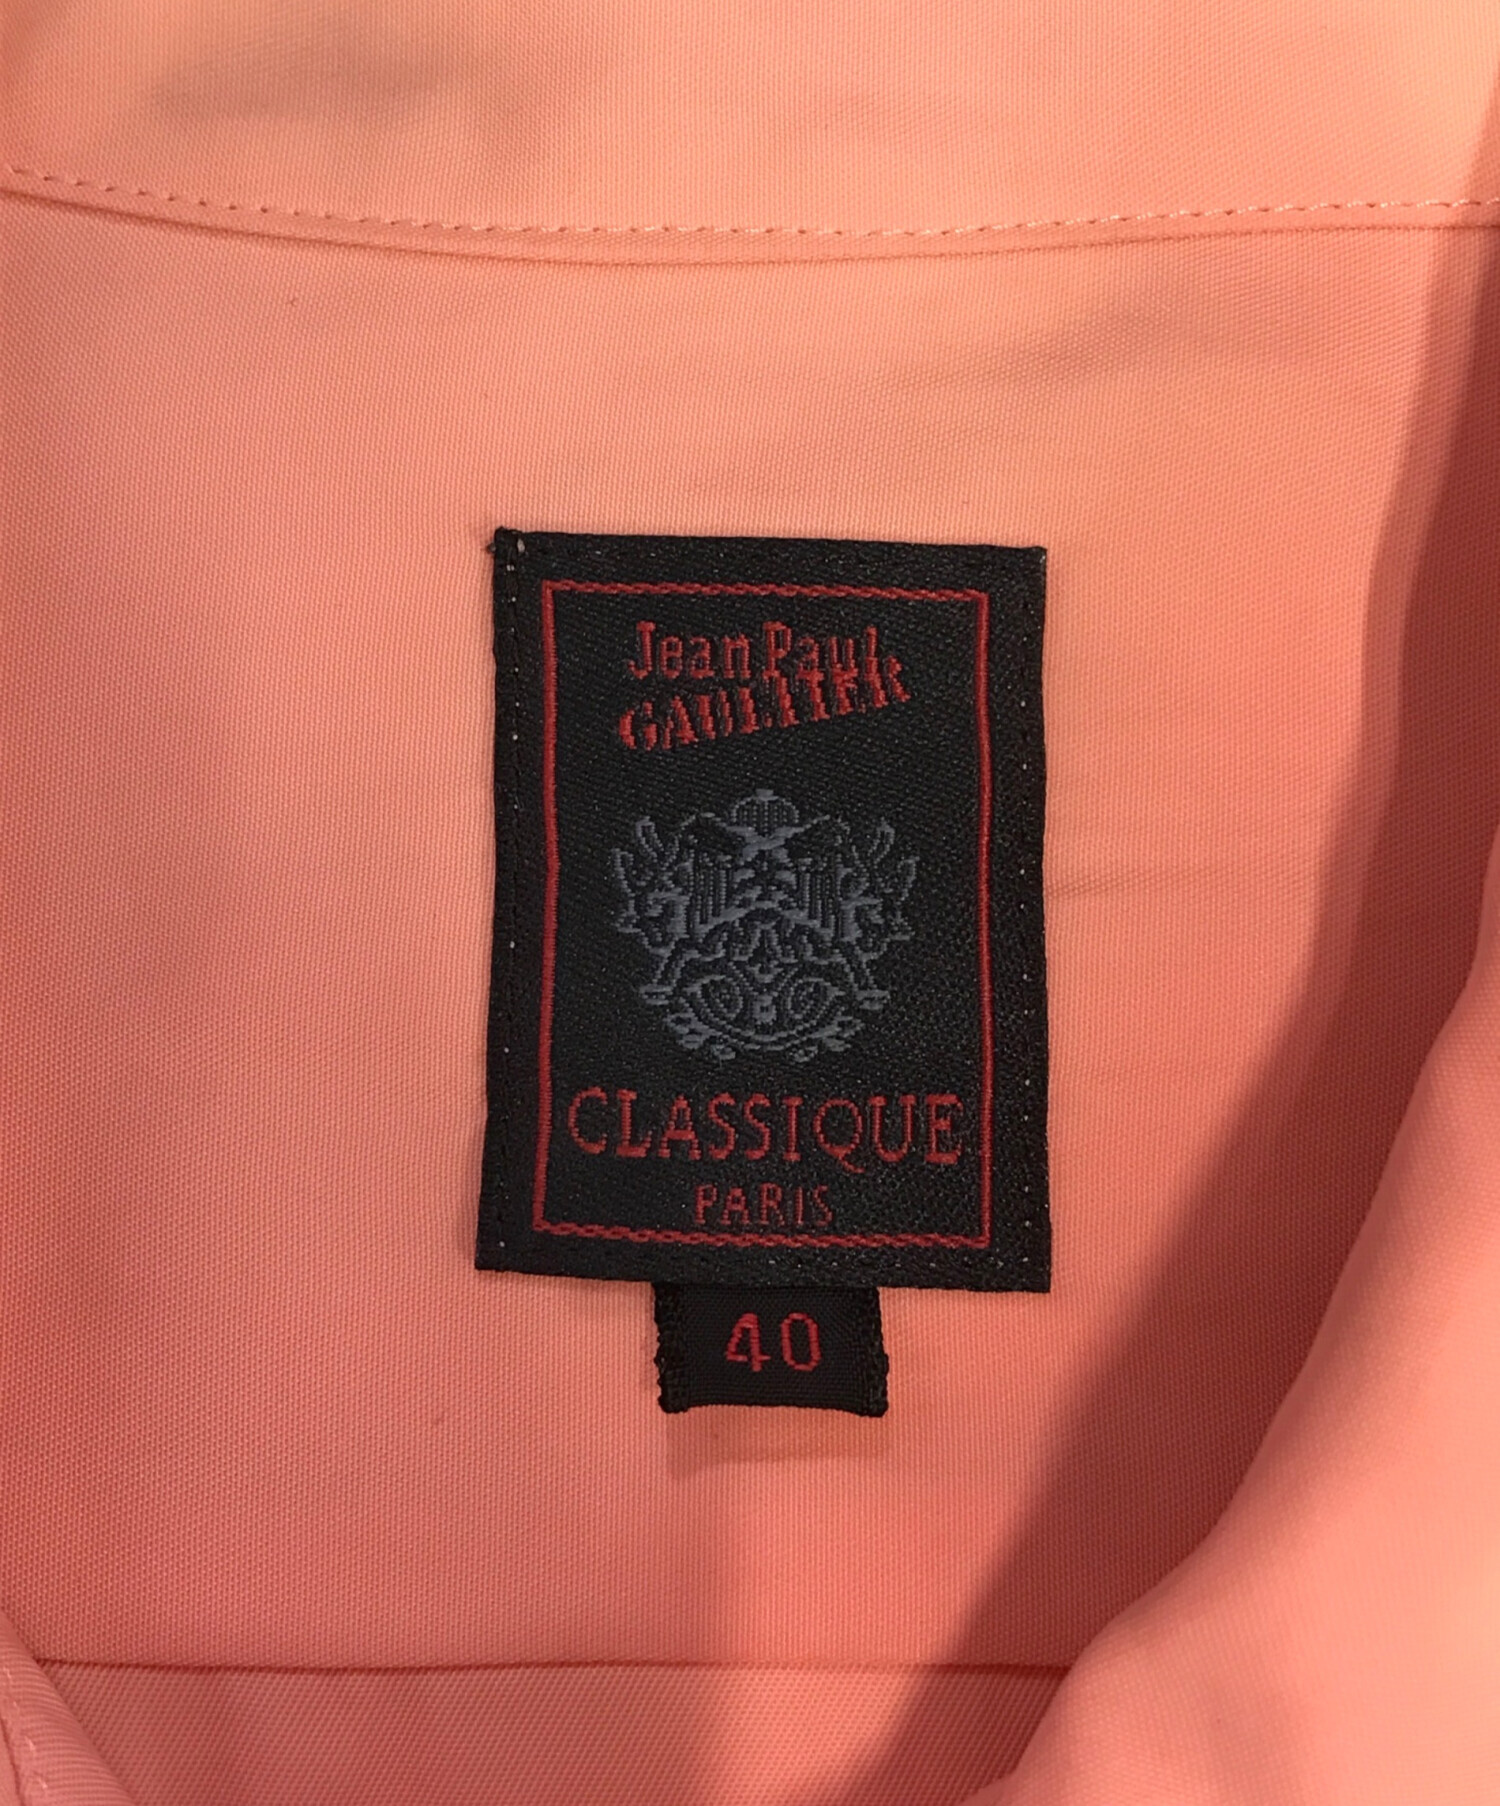 Jean Paul
GAULTIER
CLASSIQUE
PARIS
40